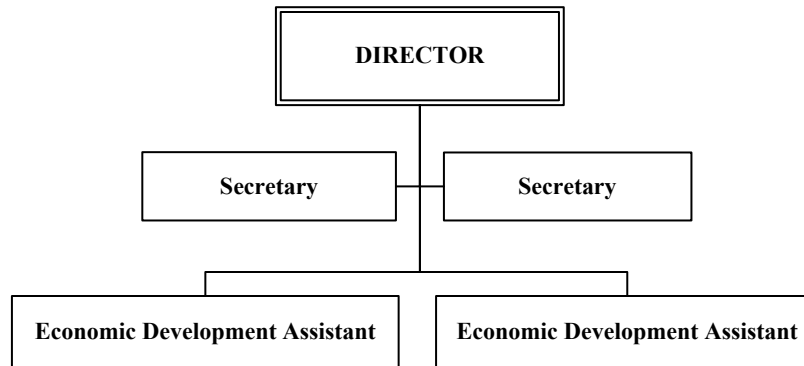 DIRECTOR
Secretary
Secretary
Economic Development Assistant
Economic Development Assistant